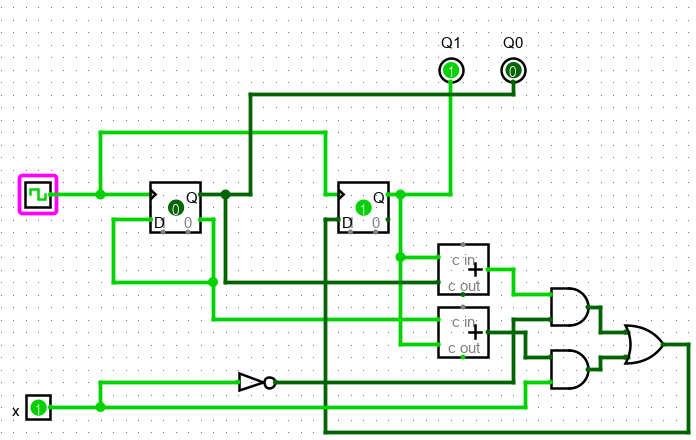 Q1 Q0
1 0
Q Q
0 1
D 0 D 0
c in
+
c out
c in
+
c out
x 1